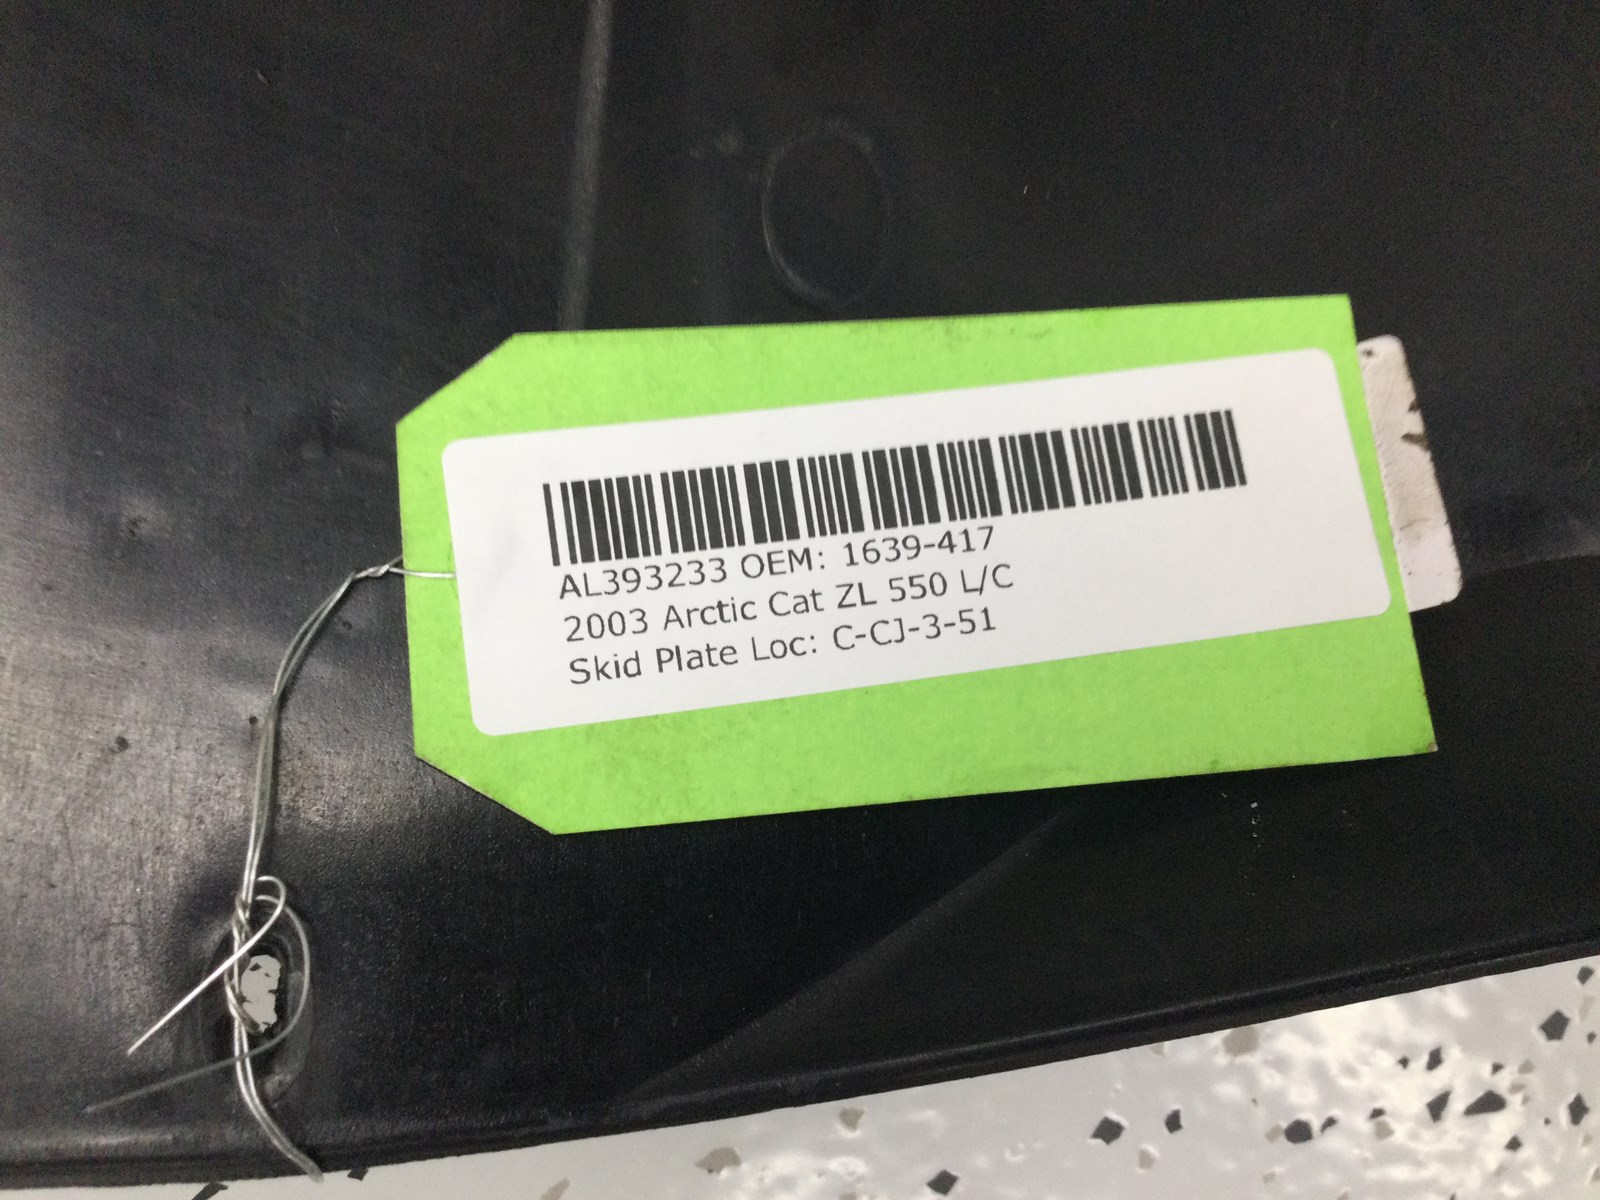 AL393233 OEM: 1639-417
2003 Arctic Cat ZL 550 L/C
Skid Plate Loc: C-CJ-3-51